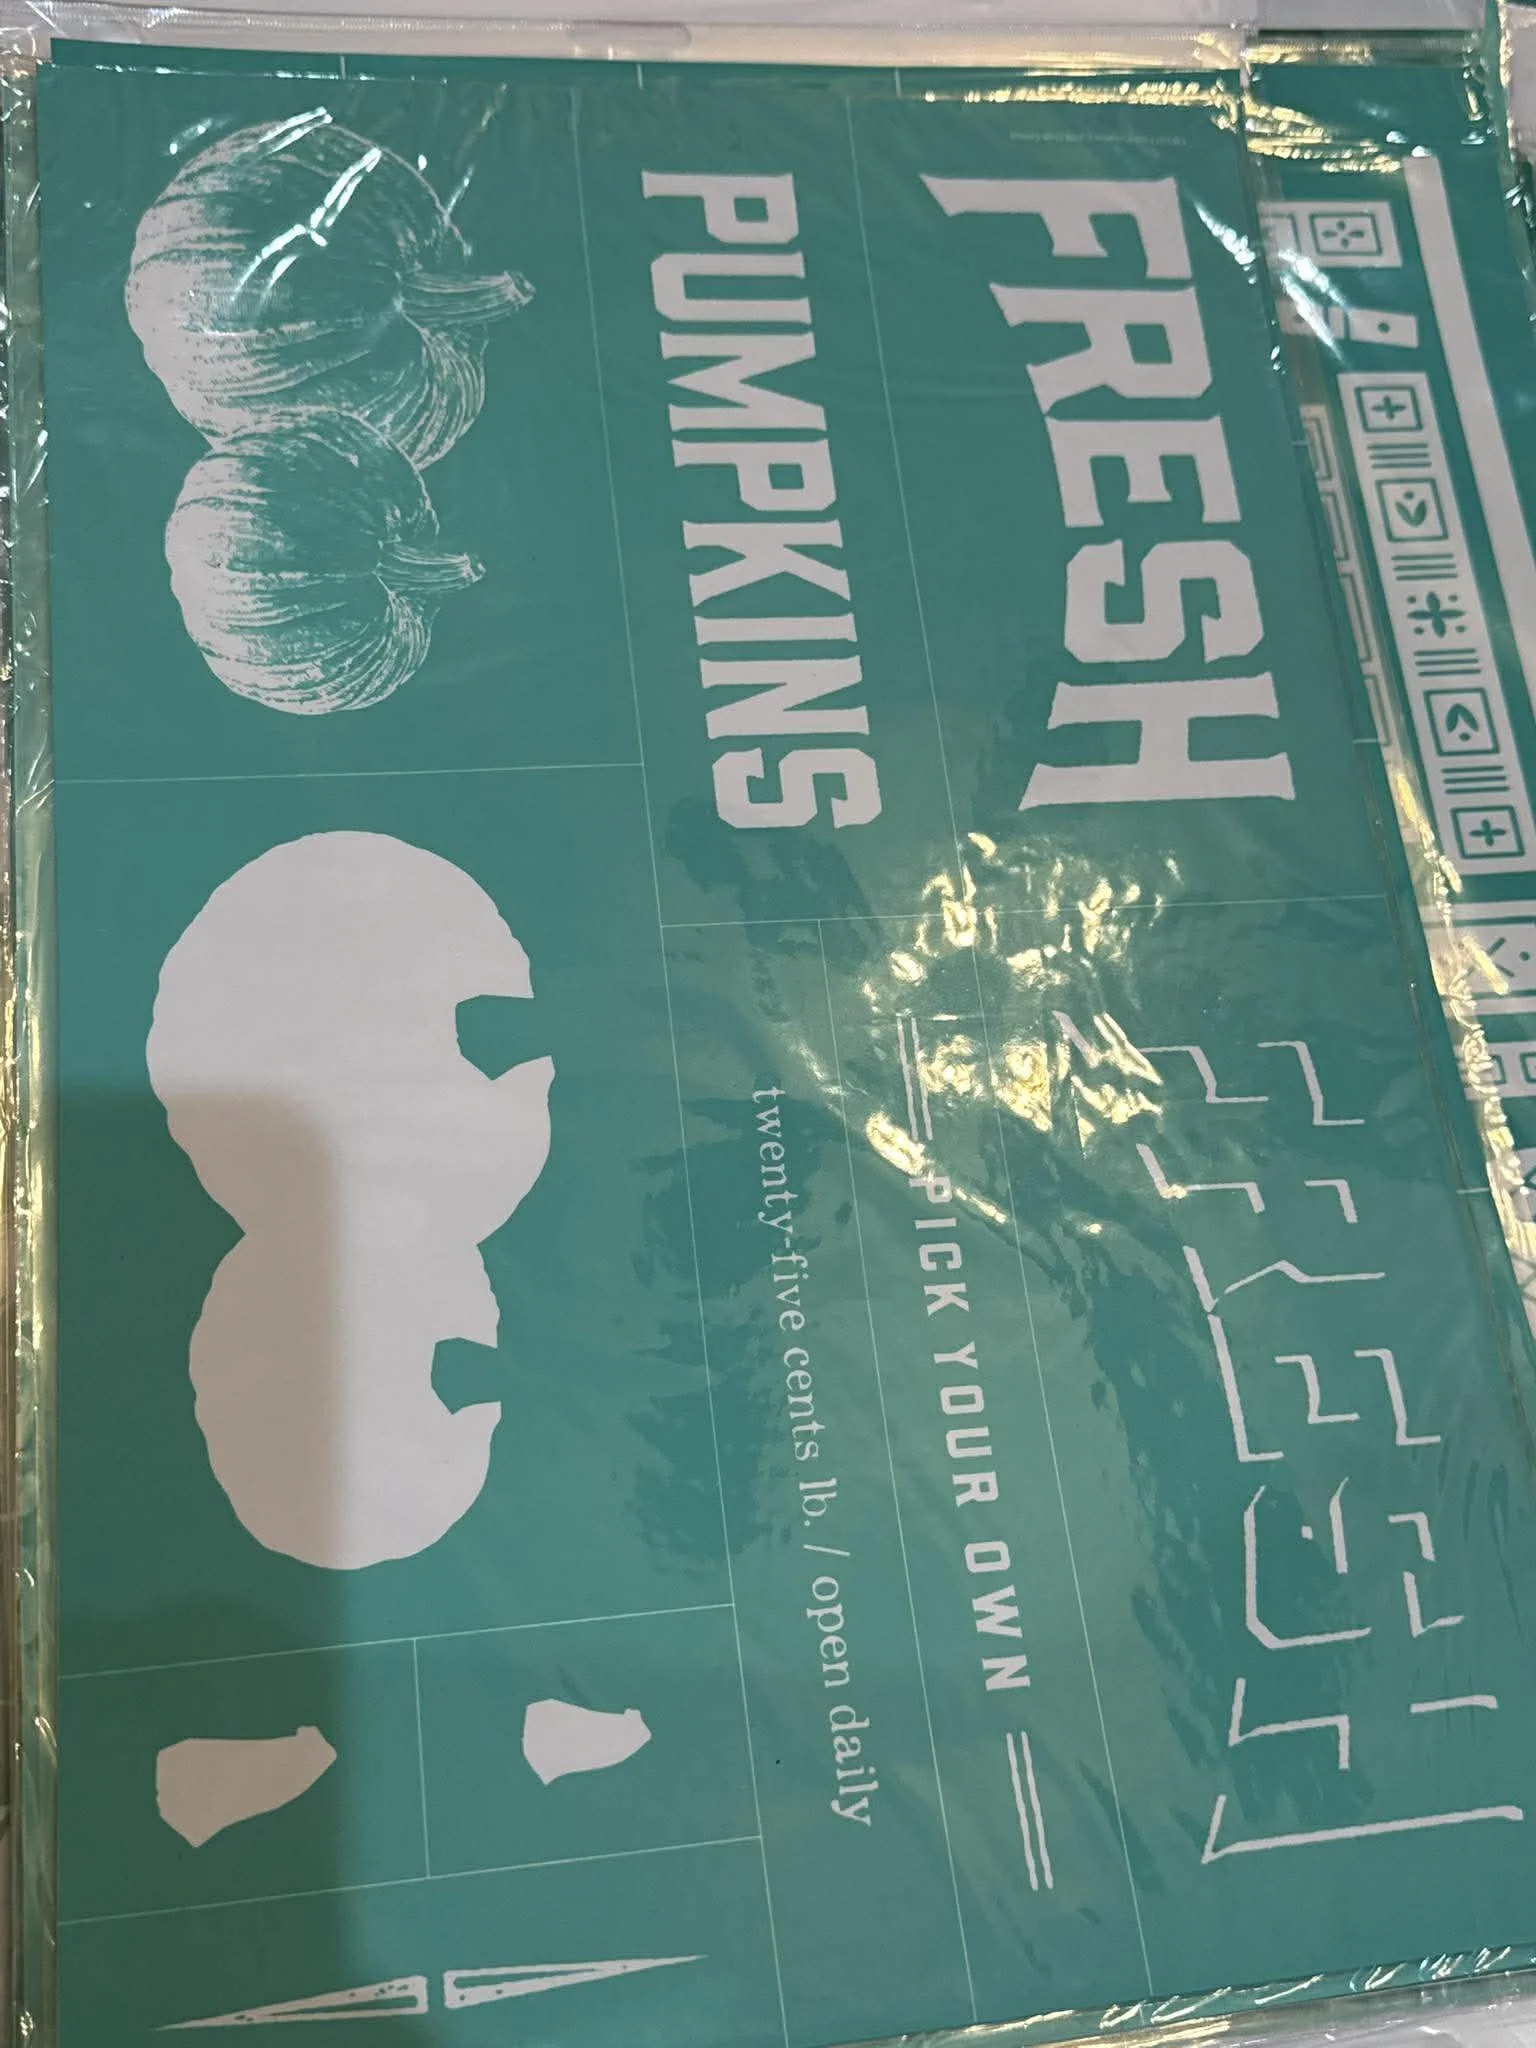 FRESH
PUMPKINS
PICK YOUR OWN
twenty-five cents lb. / open daily